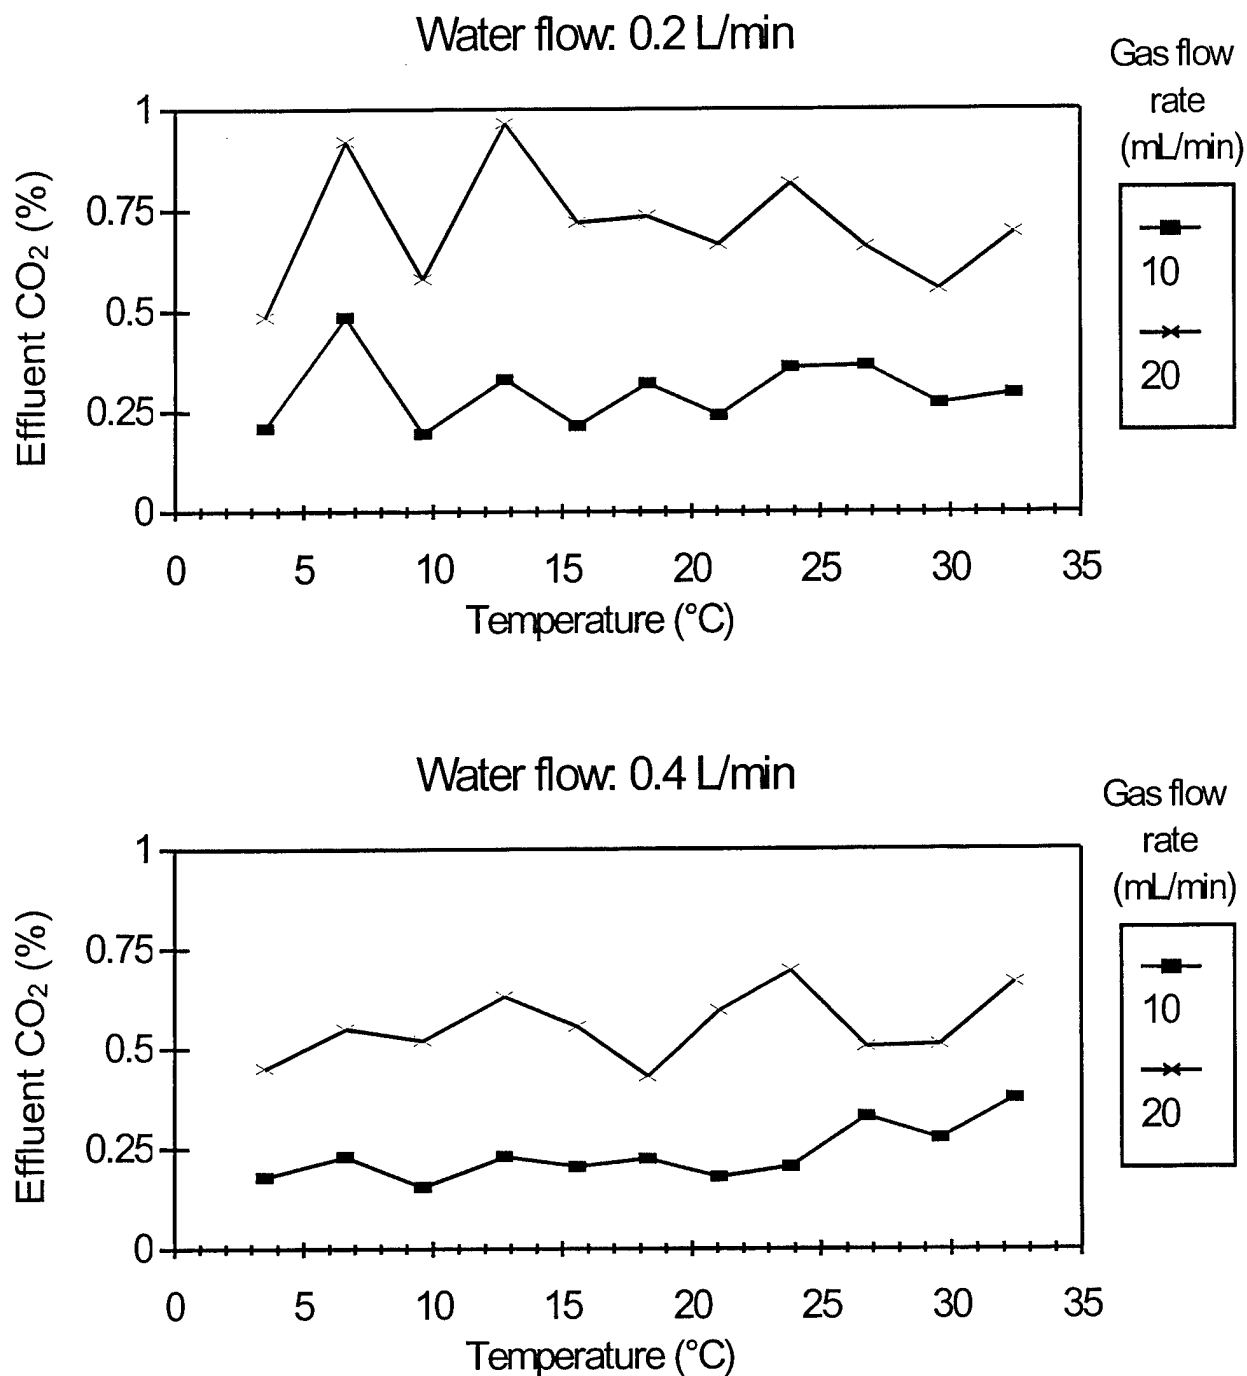 Water flow: 0.2 L/min
Gas flow
rate
(mL/min)
1
0.75
0.5
0.25
0
Effluent CO₂ (%)
10
20
0 5 10 15 20 25 30 35
Temperature (°C)
Water flow: 0.4 L/min
Gas flow
rate
(mL/min)
1
0.75
0.5
0.25
0
Effluent CO₂ (%)
10
20
0 5 10 15 20 25 30 35
Temperature (°C)